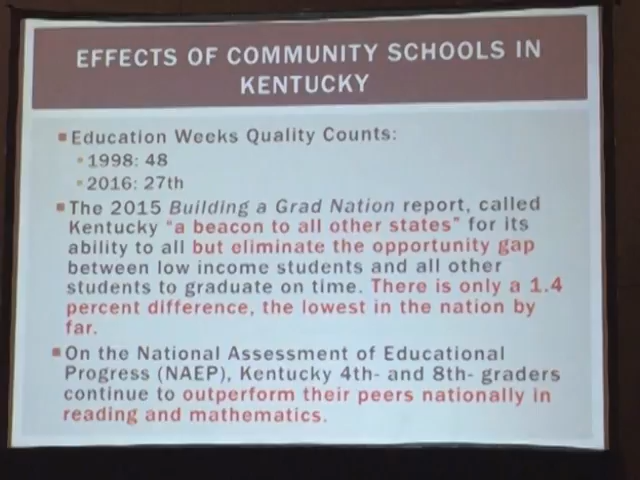 EFFECTS OF COMMUNITY SCHOOLS IN
KENTUCKY
Education Weeks Quality Counts:
1998: 48
2016: 27th
The 2015 Building a Grad Nation report, called
Kentucky "a beacon to all other states" for its
ability to all but eliminate the opportunity gap
between low income students and all other
students to graduate on time. There is only a 1.4
percent difference, the lowest in the nation by
far.
On the National Assessment of Educational
Progress (NAEP), Kentucky 4th- and 8th- graders
continue to outperform their peers nationally in
reading and mathematics.